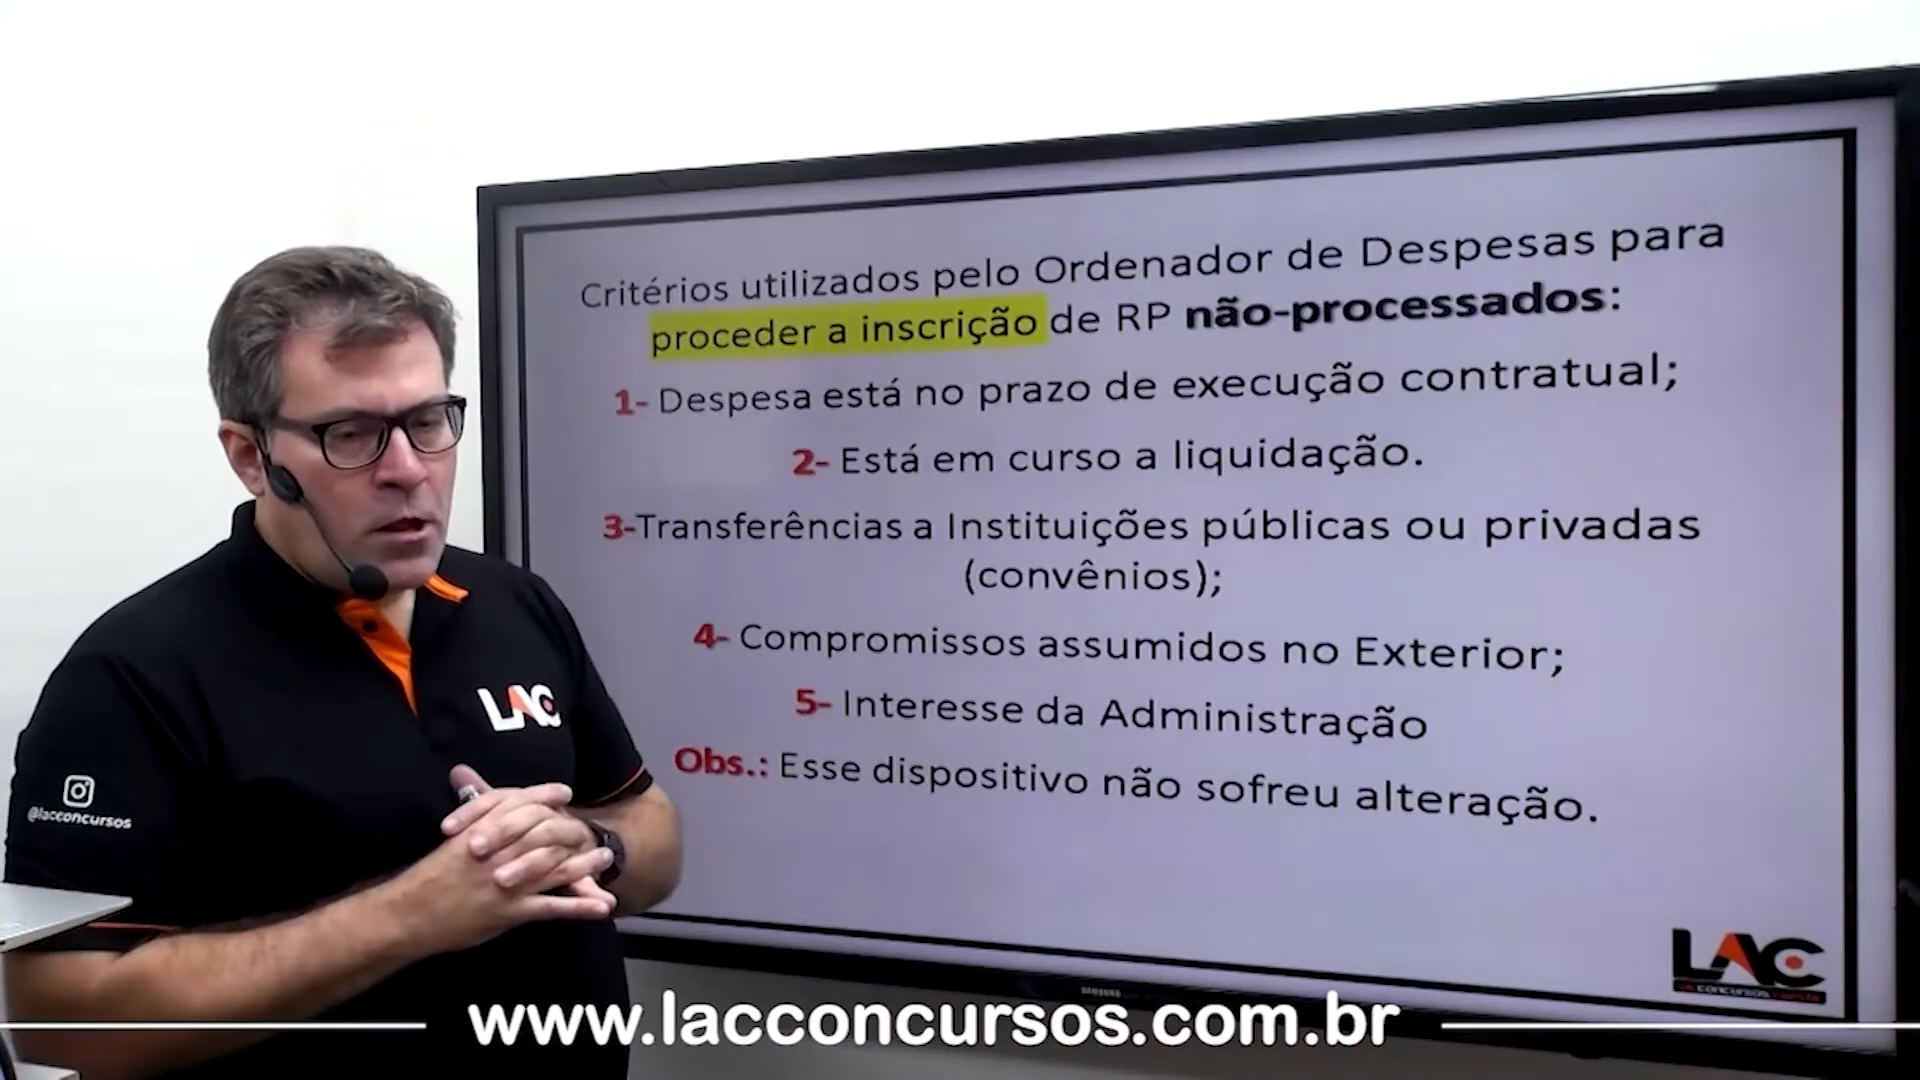 Critérios utilizados pelo Ordenador de Despesas para
proceder a inscrição de RP não-processados:
1- Despesa está no prazo de execução contratual;
2- Está em curso a liquidação.
3-Transferências a Instituições públicas ou privadas
(convênios);
4- Compromissos assumidos no Exterior;
5- Interesse da Administração
Obs.: Esse dispositivo não sofreu alteração.
LAC
@lacconcursos
LAC
SAMSUNG
www.lacconcursos.com.br